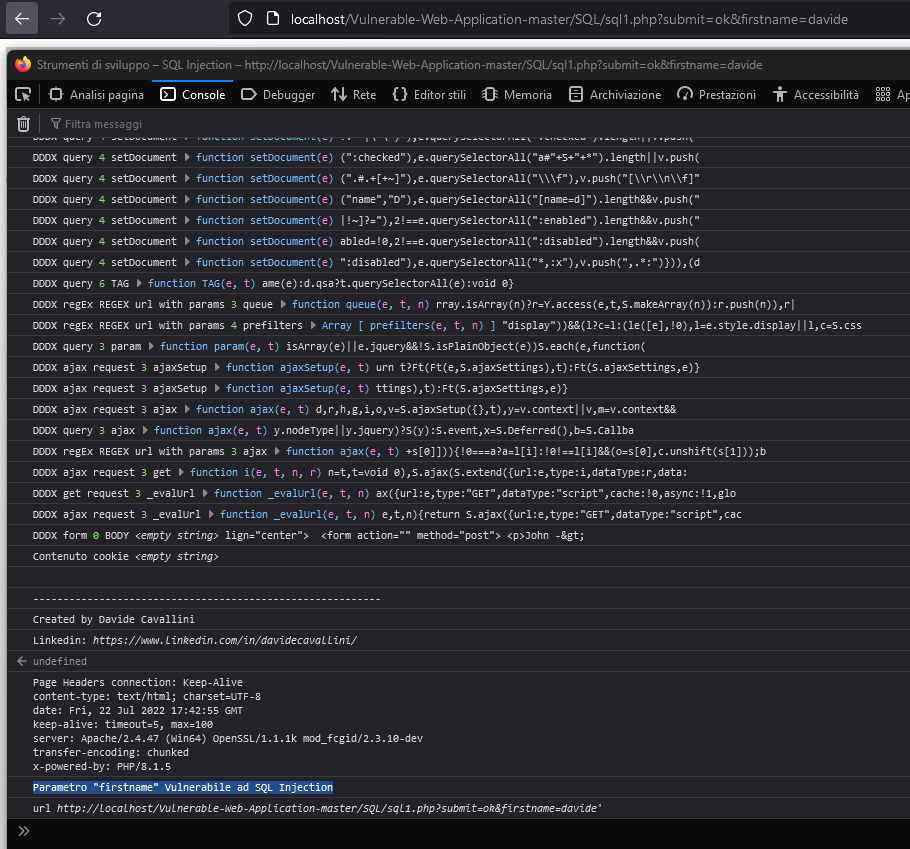 localhost/Vulnerable-Web-Application-master/SQL/sql1.php?submit=ok&firstname=davide
Strumenti di sviluppo – SQL Injection – http://localhost/Vulnerable-Web-Application-master/SQL/sql1.php?submit=ok&firstname=davide
Analisi pagina Console Debugger Rete Editor stili Memoria Archiviazione Prestazioni Accessibilità Ap
Filtra messaggi
DDDX query 4 setDocument function setDocument(e)
DDDX query 4 setDocument function setDocument(e) (":checked"),e.querySelectorAll("a#"+S+"+*").length||v.push(
DDDX query 4 setDocument function setDocument(e) (".#.+[+~]"),e.querySelectorAll("\\\f"),v.push("[\\r\\n\\f]"
DDDX query 4 setDocument function setDocument(e) ("name","D"),e.querySelectorAll("[name=d]").length&&v.push("
DDDX query 4 setDocument function setDocument(e) |!~]?="),2!==e.querySelectorAll(":enabled").length&&v.push("
DDDX query 4 setDocument function setDocument(e) abled=!0,2!==e.querySelectorAll(":disabled").length&&v.push(
DDDX query 4 setDocument function setDocument(e) ":disabled"),e.querySelectorAll("*,:x"),v.push(",.*:")})),(d
DDDX query 6 TAG function TAG(e, t) ame(e):d.qsa?t.querySelectorAll(e):void 0}
DDDX regEx REGEX url with params 3 queue function queue(e, t, n) rray.isArray(n)?r=Y.access(e,t,S.makeArray(n)):r.push(n)),r|
DDDX regEx REGEX url with params 4 prefilters Array [ prefilters(e, t, n) ] "display"))&&(l?c=l:(le([e],!0),l=e.style.display||l,c=S.css
DDDX query 3 param function param(e, t) isArray(e)||e.jquery&&!S.isPlainObject(e))S.each(e,function(
DDDX ajax request 3 ajaxSetup function ajaxSetup(e, t) urn t?Ft(Ft(e,S.ajaxSettings),t):Ft(S.ajaxSettings,e)}
DDDX ajax request 3 ajaxSetup function ajaxSetup(e, t) ttings),t):Ft(S.ajaxSettings,e)}
DDDX ajax request 3 ajax function ajax(e, t) d,r,h,g,i,o,v=S.ajaxSetup({},t),y=v.context||v,m=v.context&&
DDDX query 3 ajax function ajax(e, t) y.nodeType||y.jquery)?S(y):S.event,x=S.Deferred(),b=S.Callba
DDDX regEx REGEX url with params 3 ajax function ajax(e, t) +s[0]])){!0===a?a=l[i]:!0!==l[i]&&(o=s[0],c.unshift(s[1]));b
DDDX ajax request 3 get function i(e, t, n, r) n=t,t=void 0),S.ajax(S.extend({url:e,type:i,dataType:r,data:
DDDX get request 3 _evalUrl function _evalUrl(e, t, n) ax({url:e,type:"GET",dataType:"script",cache:!0,async:!1,glo
DDDX ajax request 3 _evalUrl function _evalUrl(e, t, n) e,t,n){return S.ajax({url:e,type:"GET",dataType:"script",cac
DDDX form 0 BODY <empty string> lign="center"> <form action="" method="post"> <p>John -&gt;
Contenuto cookie <empty string>
----------------------------------------------------------
Created by Davide Cavallini
Linkedin: https://www.linkedin.com/in/davidecavallini/
undefined
Page Headers connection: Keep-Alive
content-type: text/html; charset=UTF-8
date: Fri, 22 Jul 2022 17:42:55 GMT
keep-alive: timeout=5, max=100
server: Apache/2.4.47 (Win64) OpenSSL/1.1.1k mod_fcgid/2.3.10-dev
transfer-encoding: chunked
x-powered-by: PHP/8.1.5
Parametro "firstname" Vulnerabile ad SQL Injection
url http://localhost/Vulnerable-Web-Application-master/SQL/sql1.php?submit=ok&firstname=davide'